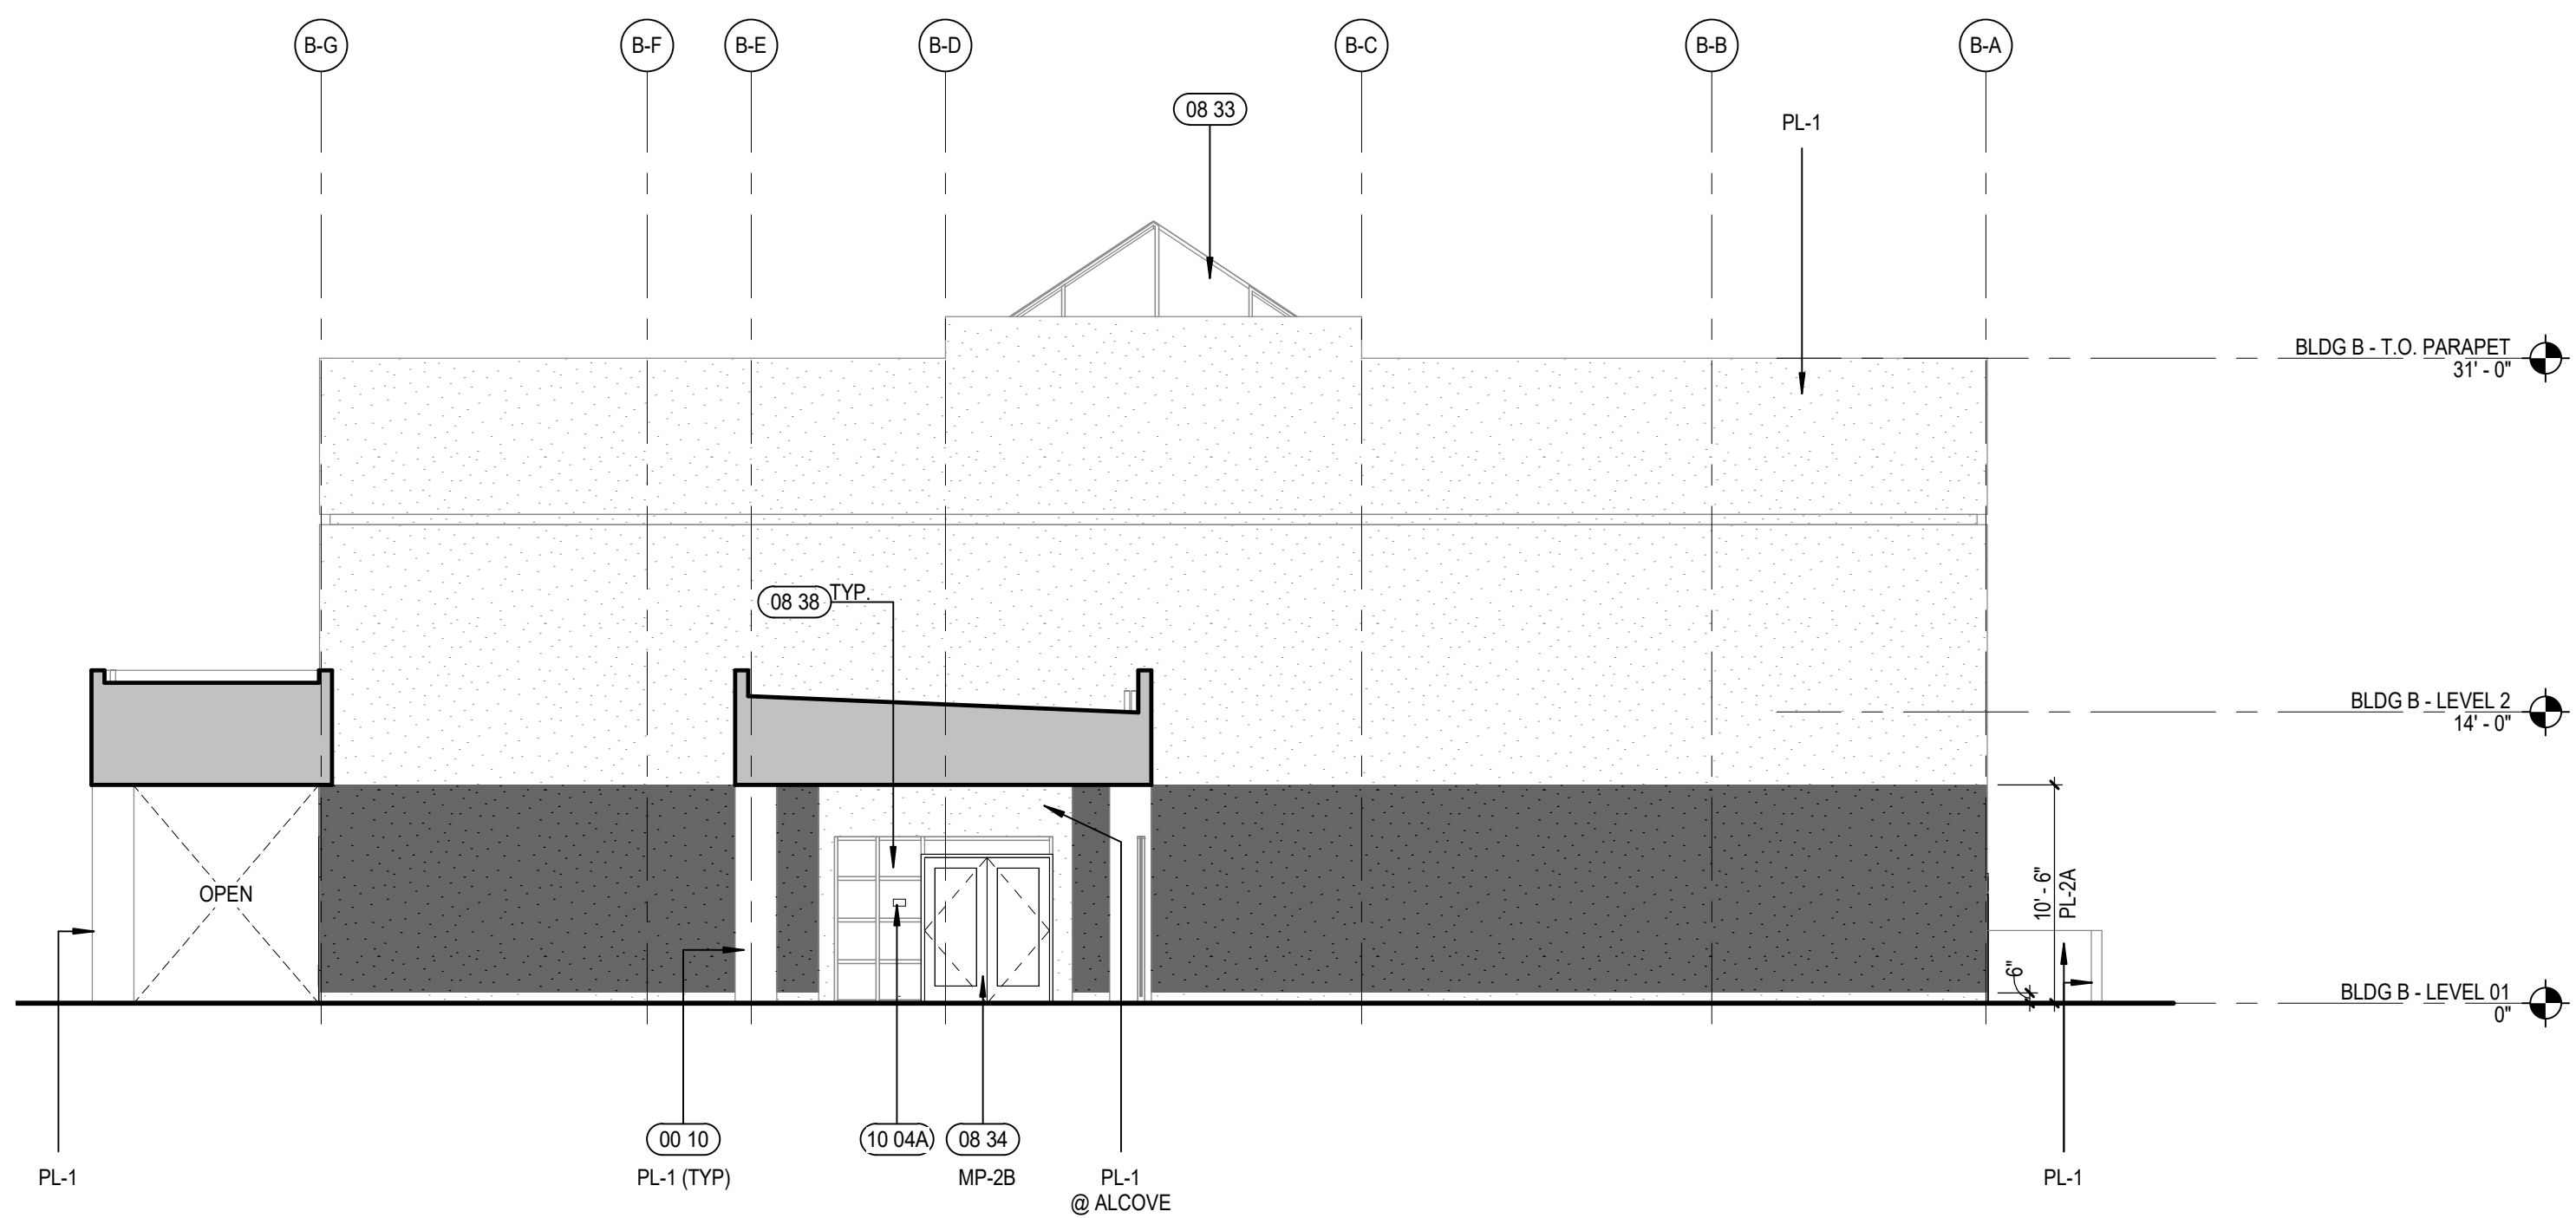 B-G
B-F
B-E
B-D
B-C
B-B
B-A
08 33
PL-1
BLDG B - T.O. PARAPET
31' - 0"
08 38
TYP.
BLDG B - LEVEL 2
14' - 0"
OPEN
10' - 6"
PL-2A
6"
BLDG B - LEVEL 01
0"
00 10
10 04A
08 34
PL-1
PL-1 (TYP)
MP-2B
PL-1
@ ALCOVE
PL-1